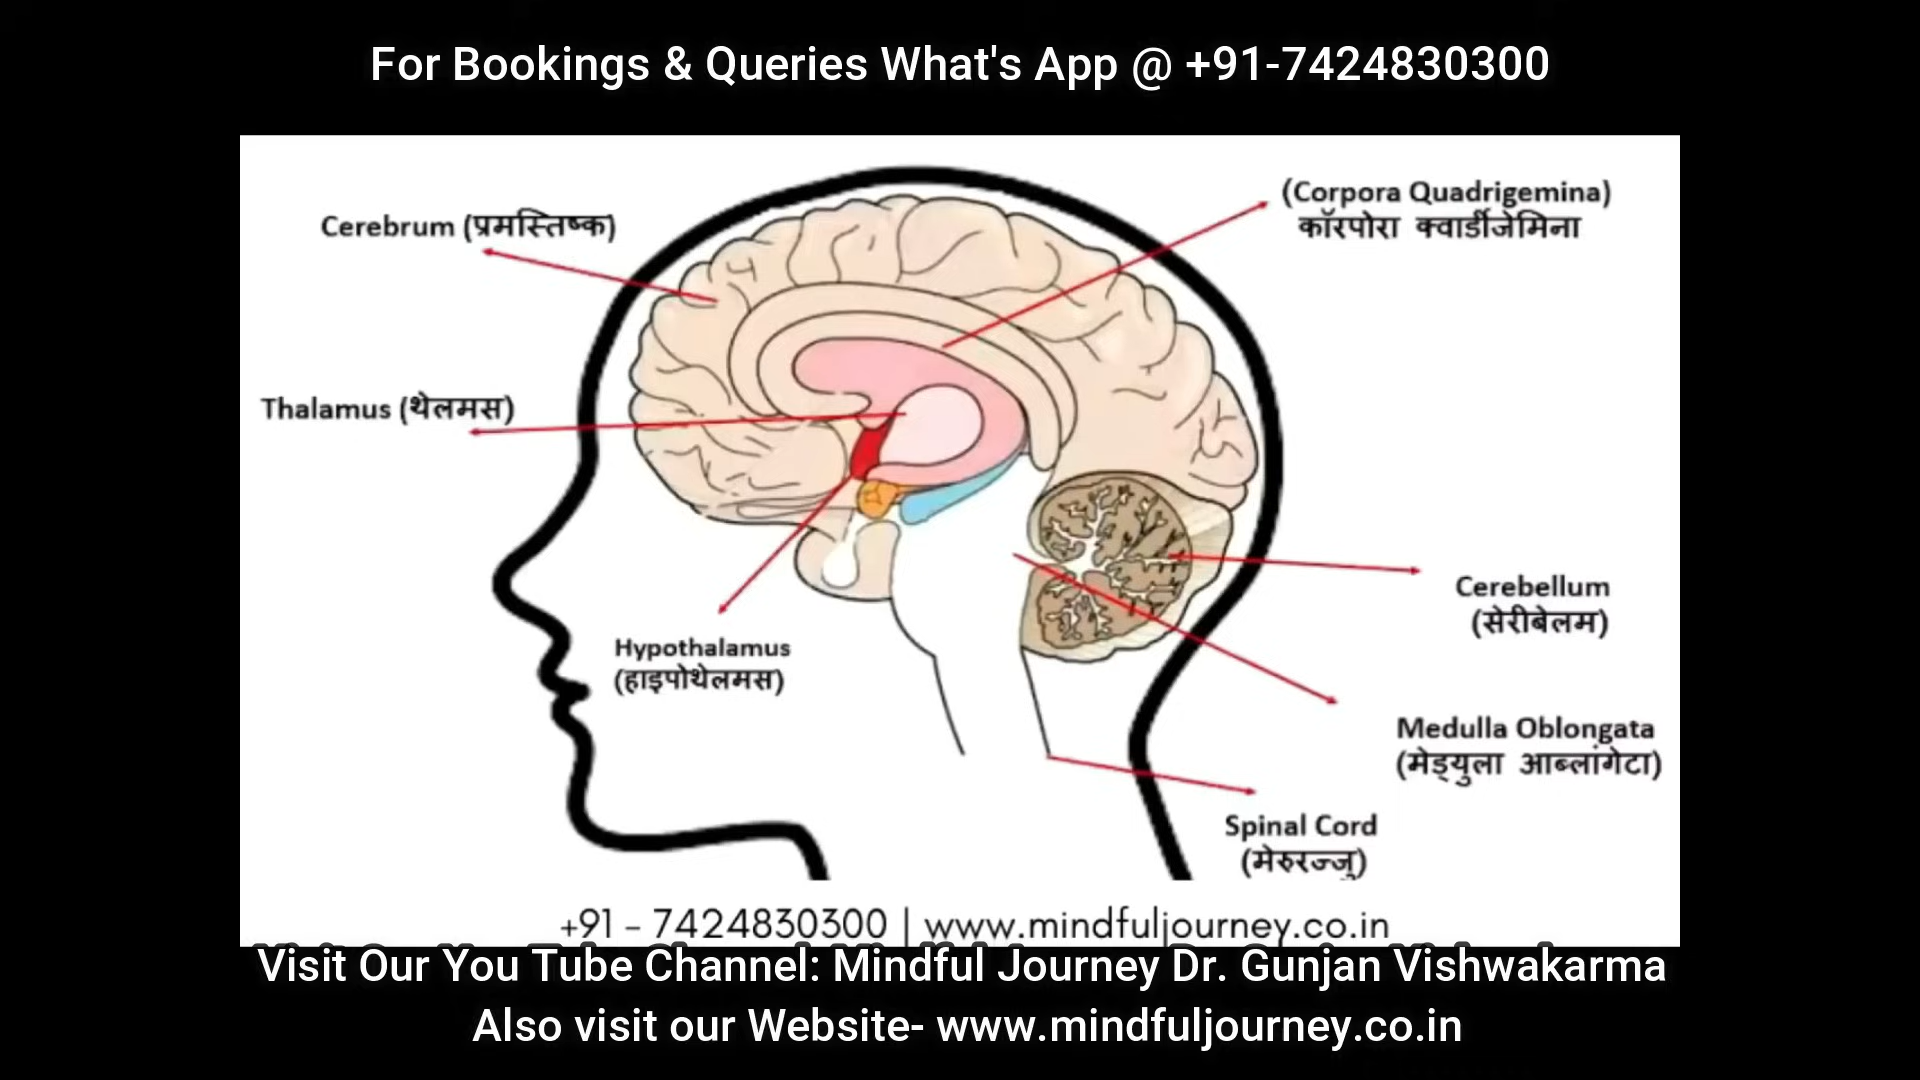 For Bookings & Queries What's App @ +91-7424830300
Cerebrum (प्रमस्तिष्क)
(Corpora Quadrigemina)
कॉरपोरा क्वार्डीजेमिना
Thalamus (थेलमस)
Hypothalamus
(हाइपोथेलमस)
Cerebellum
(सेरीबेलम)
Medulla Oblongata
(मेड्युला आब्लांगेटा)
Spinal Cord
(मेरुरज्जु)
+91 - 7424830300 | www.mindfuljourney.co.in
Visit Our You Tube Channel: Mindful Journey Dr. Gunjan Vishwakarma
Also visit our Website- www.mindfuljourney.co.in